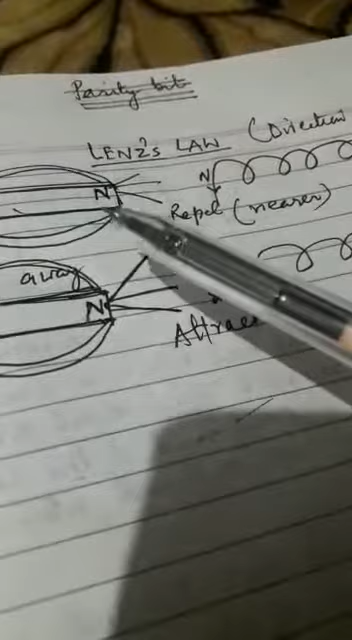 Parity bit
LENZ's LAW (Direction
N N
Repel (nearer)
away
N
Attrac